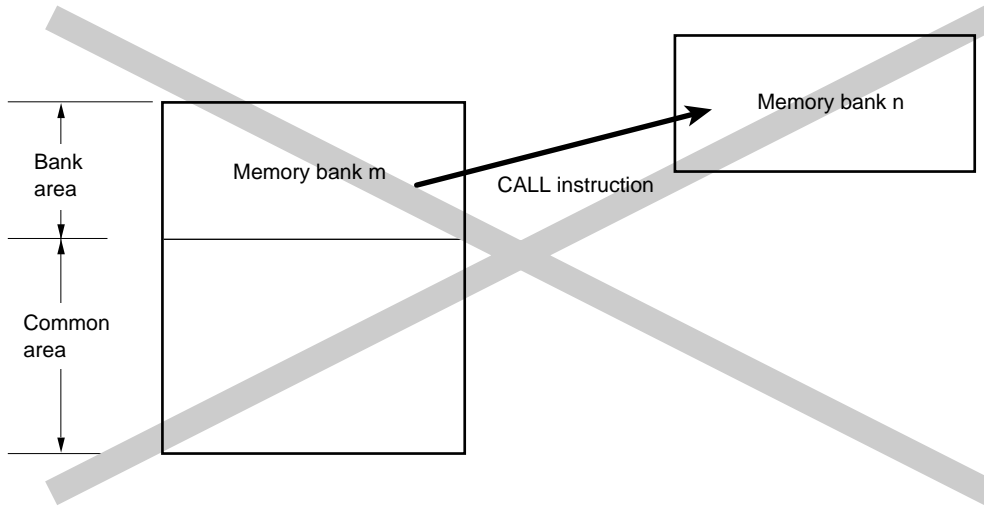 Memory bank n
Memory bank m
Bank
area
CALL instruction
Common
area